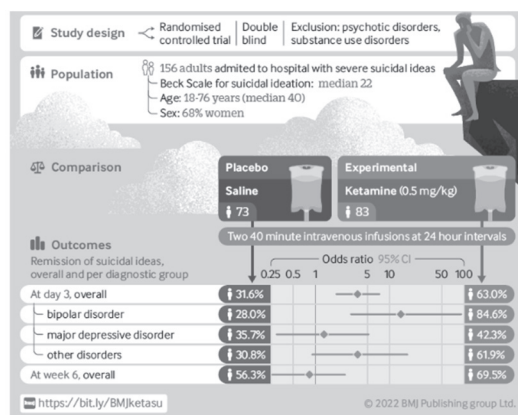 Study design
Randomised
controlled trial
Double
blind
Exclusion: psychotic disorders,
substance use disorders
Population
156 adults admited to hospital with severe suicidal ideas
Beck Scale for suicidal ideation: median 22
Age: 18-76 years (median 40)
Sex: 68% women
Comparison
Placebo
Saline
73
Experimental
Ketamine (0.5 mg/kg)
83
Two 40 minute intravenous infusions at 24 hour intervals
Outcomes
Remission of suicidal ideas,
overall and per diagnostic group
Odds ratio 95% CI
0.25 0.5 1 5 10 50 100
At day 3, overall 31.6% 63.0%
bipolar disorder 28.0% 84.6%
major depressive disorder 35.7% 42.3%
other disorders 30.8% 61.9%
At week 6, overall 56.3% 69.5%
https://bit.ly/BMJketasu
© 2022 BMJ Publishing group Ltd.